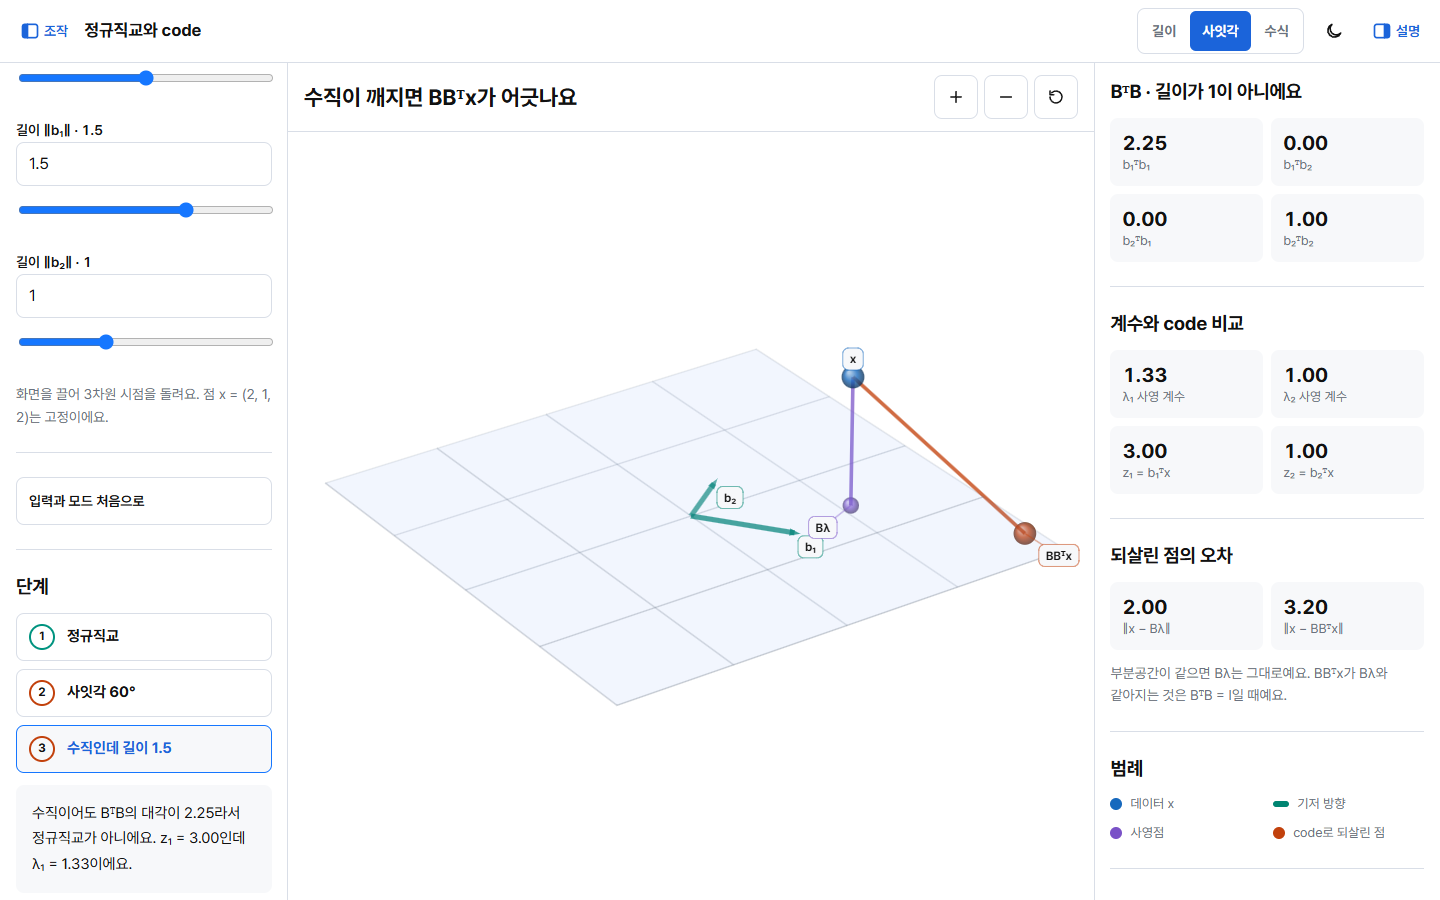 조작
정규직교와 code
길이
사잇각
수식
설명
길이 ‖b₁‖ · 1.5
1.5
길이 ‖b₂‖ · 1
1
화면을 끌어 3차원 시점을 돌려요. 점 x = (2, 1,
2)는 고정이에요.
입력과 모드 처음으로
단계
1 정규직교
2 사잇각 60°
3 수직인데 길이 1.5
수직이어도 BᵀB의 대각이 2.25라서
정규직교가 아니에요. z₁ = 3.00인데
λ₁ = 1.33이에요.
수직이 깨지면 BBᵀx가 어긋나요
x
b₂
Bλ
b₁
BBᵀx
BᵀB · 길이가 1이 아니에요
2.25
b₁ᵀb₁
0.00
b₁ᵀb₂
0.00
b₂ᵀb₁
1.00
b₂ᵀb₂
계수와 code 비교
1.33
λ₁ 사영 계수
1.00
λ₂ 사영 계수
3.00
z₁ = b₁ᵀx
1.00
z₂ = b₂ᵀx
되살린 점의 오차
2.00
‖x − Bλ‖
3.20
‖x − BBᵀx‖
부분공간이 같으면 Bλ는 그대로예요. BBᵀx가 Bλ와
같아지는 것은 BᵀB = I일 때예요.
범례
데이터 x
기저 방향
사영점
code로 되살린 점